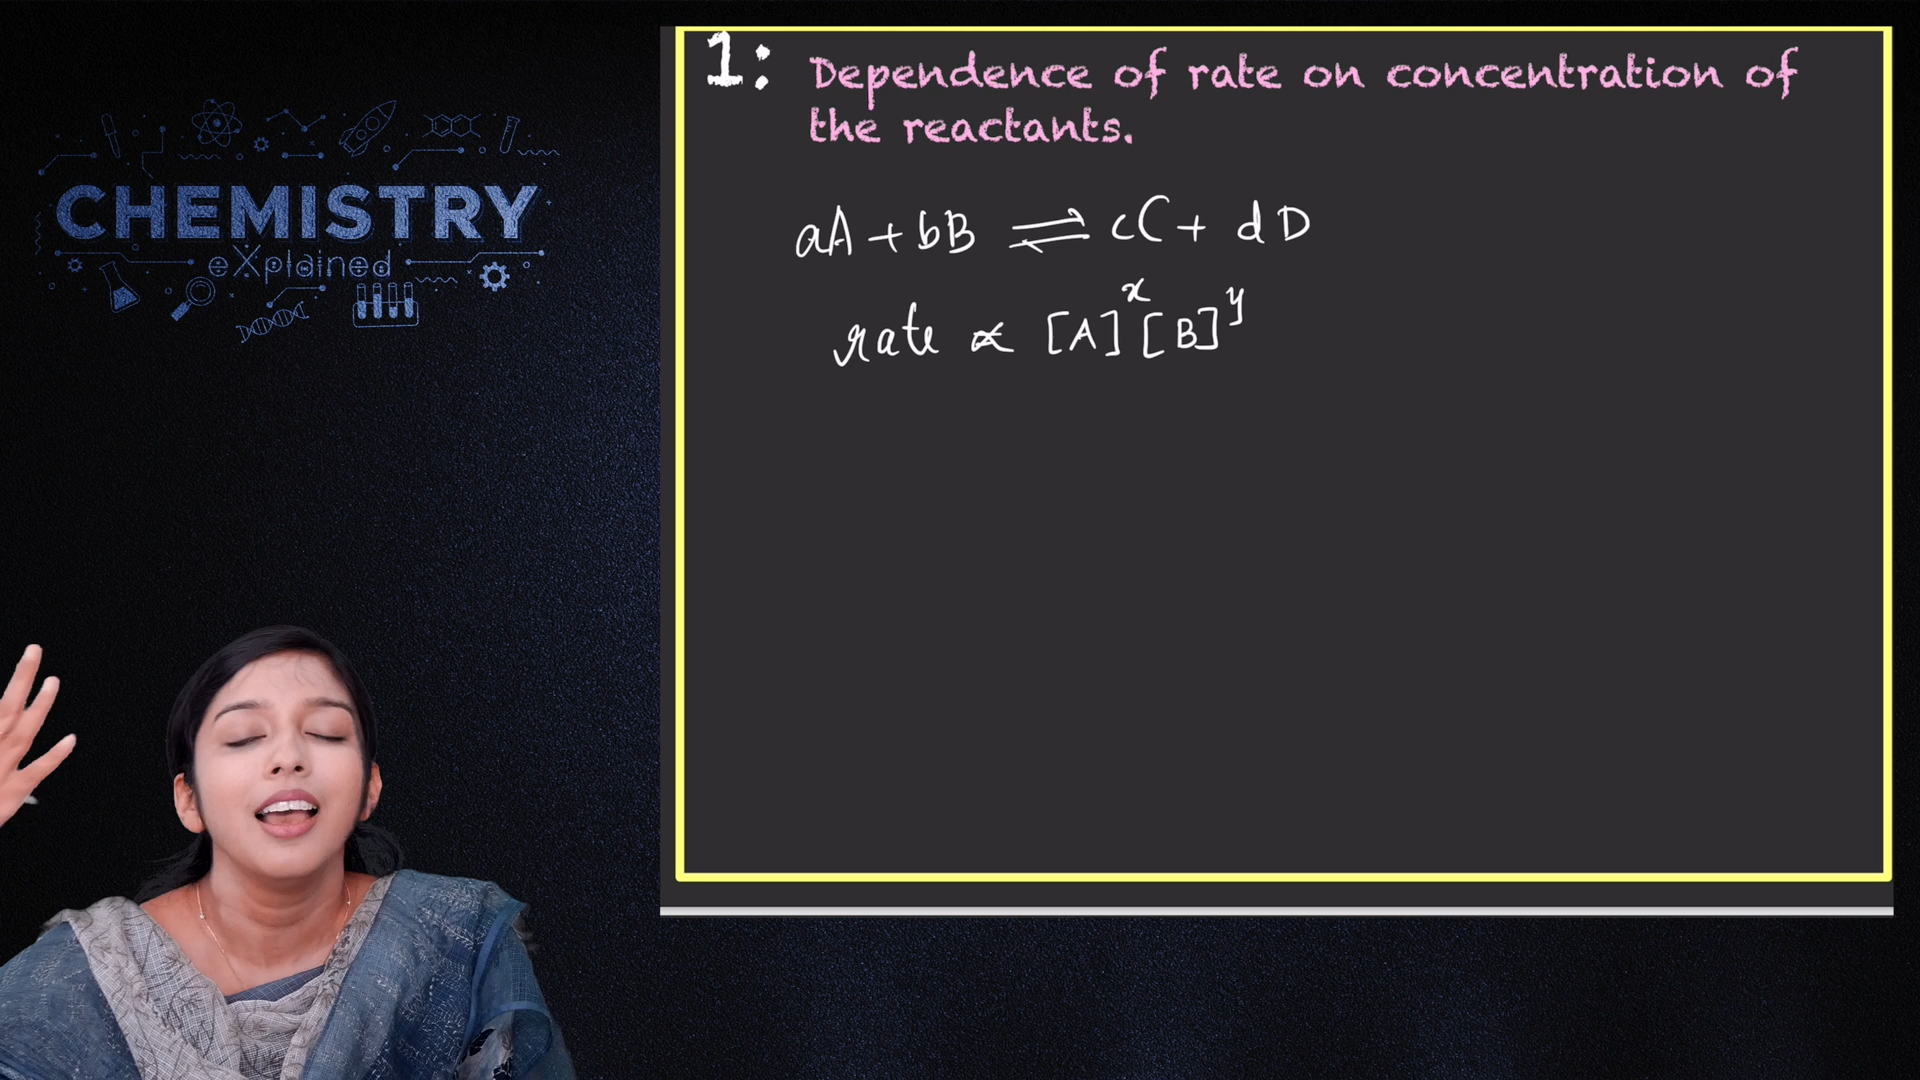 CHEMISTRY
eXplained
1: Dependence of rate on concentration of
the reactants.
aA + bB ⇌ cC + dD
rate ∝ [A]ˣ [B]ʸ